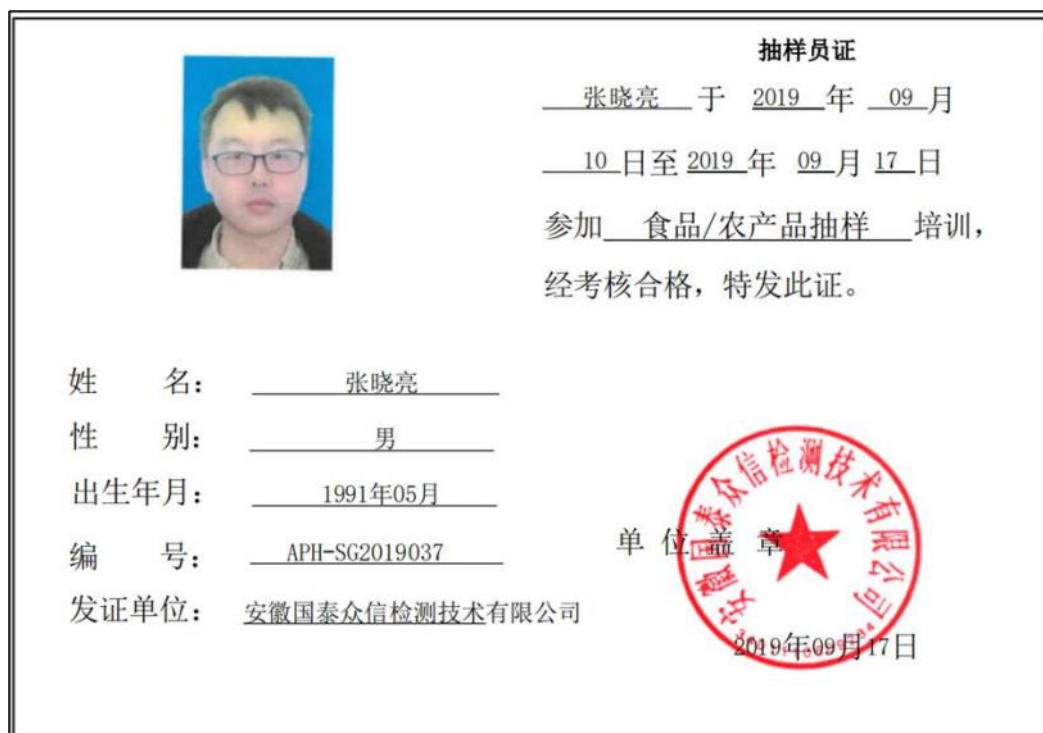 抽样员证
张晓亮 于 2019 年 09 月
10 日至 2019 年 09 月 17 日
参加 食品/农产品抽样 培训，
经考核合格，特发此证。
姓 名： 张晓亮
性 别： 男
出生年月： 1991年05月
编 号： APH-SG2019037
发证单位： 安徽国泰众信检测技术有限公司
单位盖章
安徽国泰众信检测技术有限公司
2019年09月17日